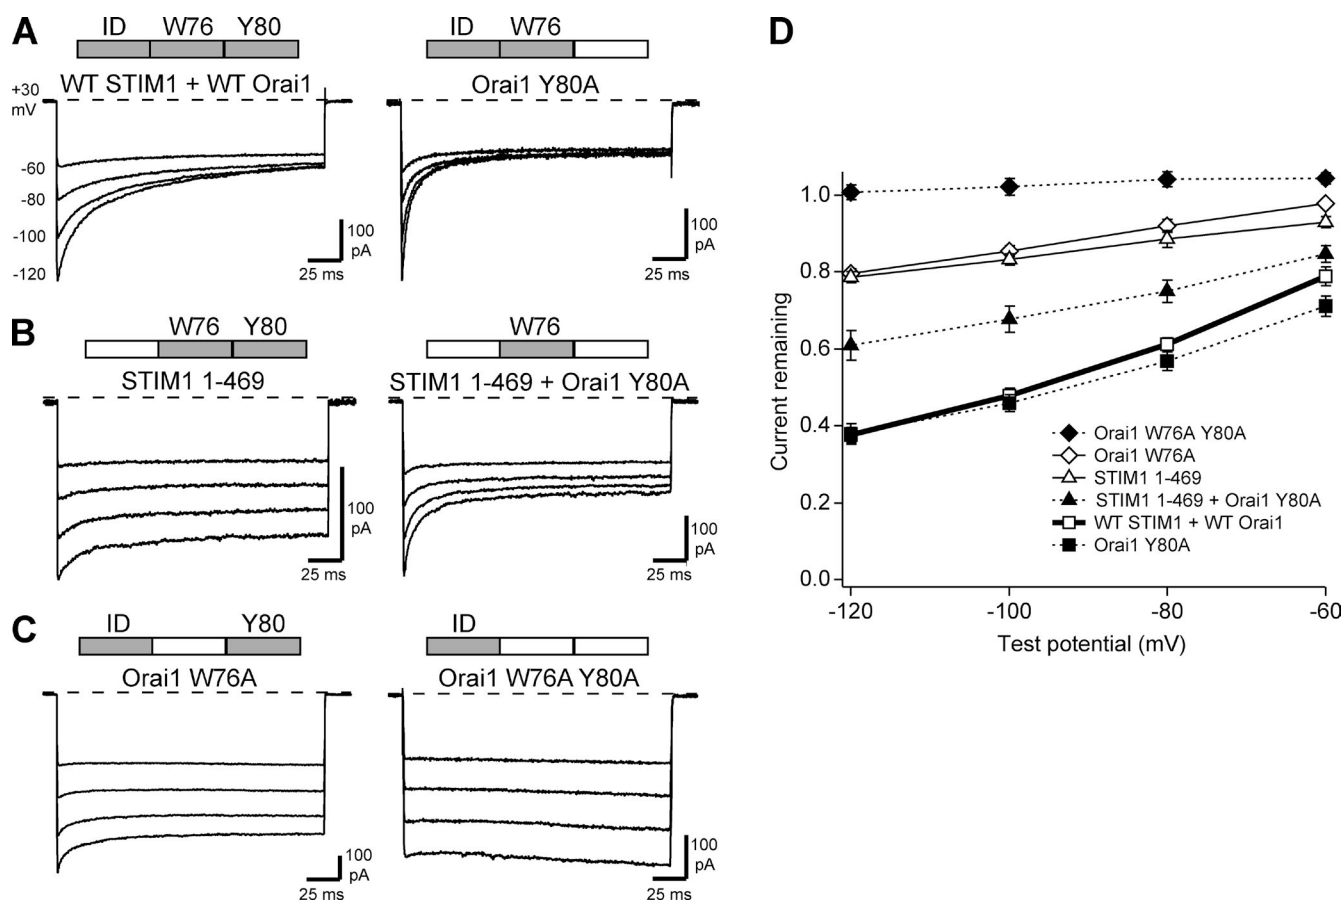 A
ID W76 Y80
WT STIM1 + WT Orai1
+30
mV
-60
-80
-100
-120
100
pA
25 ms
ID W76
Orai1 Y80A
100
pA
25 ms
B
W76 Y80
STIM1 1-469
100
pA
25 ms
W76
STIM1 1-469 + Orai1 Y80A
100
pA
25 ms
C
ID Y80
Orai1 W76A
100
pA
25 ms
ID
Orai1 W76A Y80A
100
pA
25 ms
D
Current remaining
1.0
0.8
0.6
0.4
0.2
0.0
Orai1 W76A Y80A
Orai1 W76A
STIM1 1-469
STIM1 1-469 + Orai1 Y80A
WT STIM1 + WT Orai1
Orai1 Y80A
-120 -100 -80 -60
Test potential (mV)